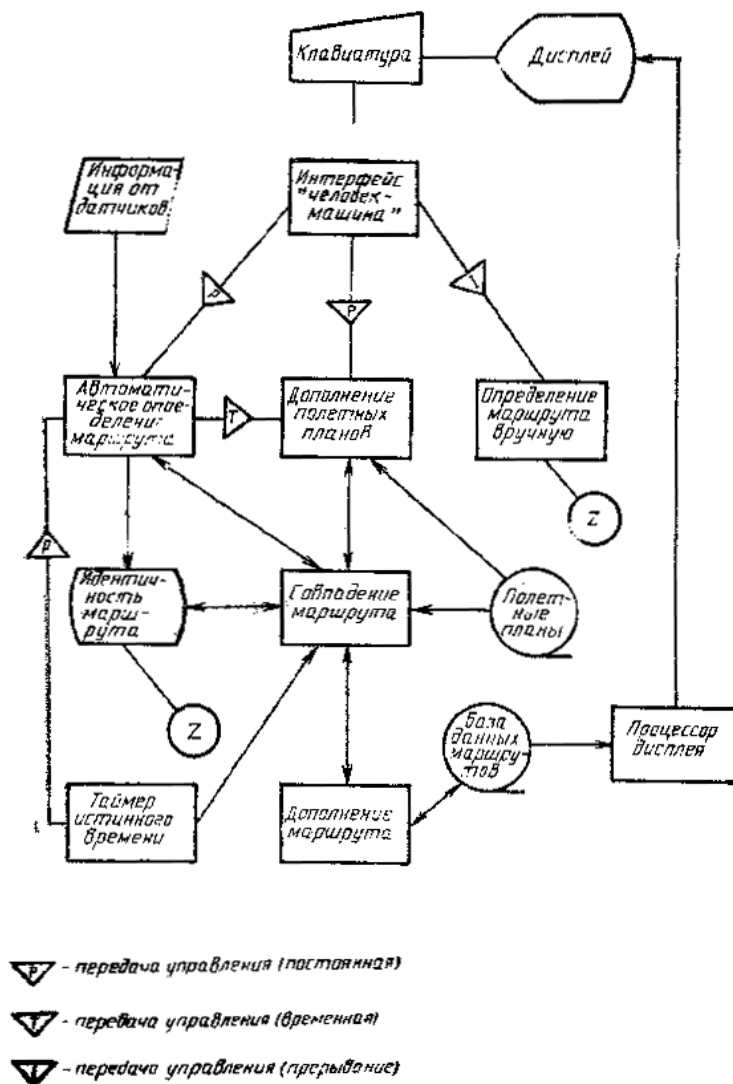 Клавиатура
Дисплей
Информа-
ция от
датчиков
Интерфейс
"человек-
машина"
P
P
I
Автомати-
ческое опре-
деление
маршрута
T
Дополнение
полетных
планов
Определение
маршрута
вручную
Z
P
Идентич-
ность
марш-
рута
Совпадение
маршрута
Полет-
ные
планы
Z
База
данных
маршру-
тов
Процессор
дисплея
Таймер
истинного
времени
Дополнение
маршрута
P - передача управления (постоянная)
T - передача управления (временная)
I - передача управления (прерывание)